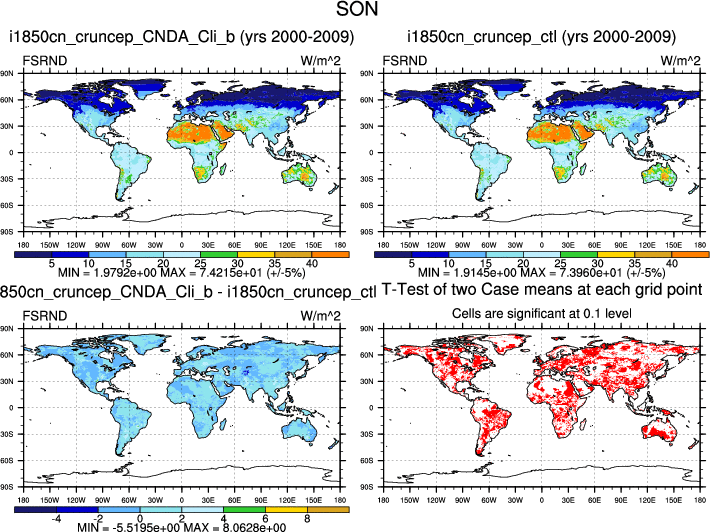 SON
i1850cn_cruncep_CNDA_Cli_b (yrs 2000-2009)
FSRND W/m^2
90N
60N
30N
0
30S
60S
90S
180 150W 120W 90W 60W 30W 0 30E 60E 90E 120E 150E 180
5 10 15 20 25 30 35 40
MIN = 1.9792e+00 MAX = 7.4215e+01 (+/-5%)
i1850cn_cruncep_ctl (yrs 2000-2009)
FSRND W/m^2
90N
60N
30N
0
30S
60S
90S
180 150W 120W 90W 60W 30W 0 30E 60E 90E 120E 150E 180
5 10 15 20 25 30 35 40
MIN = 1.9145e+00 MAX = 7.3960e+01 (+/-5%)
850cn_cruncep_CNDA_Cli_b - i1850cn_cruncep_ctl
FSRND W/m^2
90N
60N
30N
0
30S
60S
90S
180 150W 120W 90W 60W 30W 0 30E 60E 90E 120E 150E 180
-4 -2 0 2 4 6 8
MIN = -5.5195e+00 MAX = 8.0628e+00
T-Test of two Case means at each grid point
Cells are significant at 0.1 level
90N
60N
30N
0
30S
60S
90S
180 150W 120W 90W 60W 30W 0 30E 60E 90E 120E 150E 180